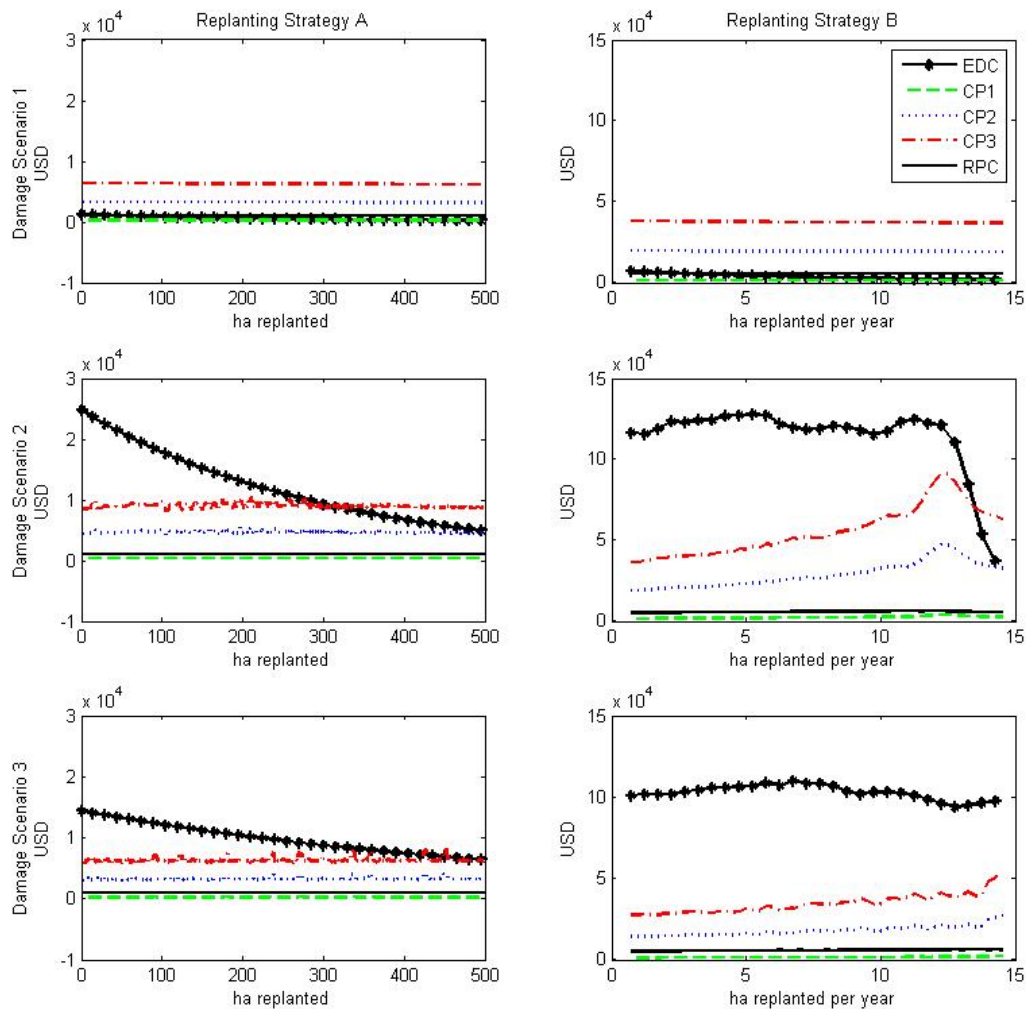 Replanting Strategy A
x 10^4
3
2
1
0
-1
Damage Scenario 1
USD
0 100 200 300 400 500
ha replanted
Replanting Strategy B
x 10^4
15
10
5
0
USD
0 5 10 15
ha replanted per year
EDC
CP1
CP2
CP3
RPC
x 10^4
3
2
1
0
-1
Damage Scenario 2
USD
0 100 200 300 400 500
ha replanted
x 10^4
15
10
5
0
USD
0 5 10 15
ha replanted per year
x 10^4
3
2
1
0
-1
Damage Scenario 3
USD
0 100 200 300 400 500
ha replanted
x 10^4
15
10
5
0
USD
0 5 10 15
ha replanted per year